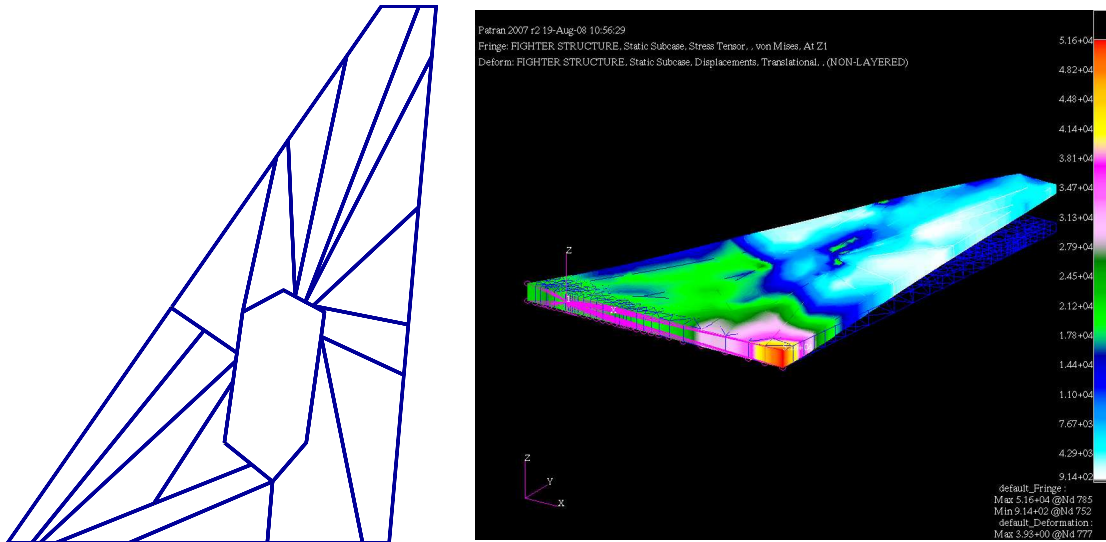 Patran 2007 r2 19-Aug-08 10:56:29
Fringe: FIGHTER STRUCTURE, Static Subcase, Stress Tensor, , von Mises, At Z1
Deform: FIGHTER STRUCTURE, Static Subcase, Displacements, Translational, , (NON-LAYERED)
5.16+04
4.82+04
4.48+04
4.14+04
3.81+04
3.47+04
3.13+04
2.79+04
2.45+04
2.12+04
1.78+04
1.44+04
1.10+04
7.67+03
4.29+03
9.14+02
Z
X
Z
Y
X
default_Fringe :
Max 5.16+04 @Nd 785
Min 9.14+02 @Nd 752
default_Deformation :
Max 3.93+00 @Nd 777